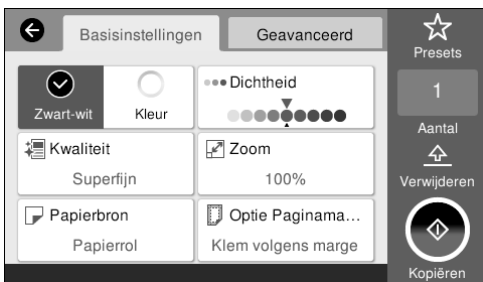 Basisinstellingen
Geavanceerd
Presets
Zwart-wit
Kleur
Dichtheid
1
Aantal
Kwaliteit
Superfijn
Zoom
100%
Verwijderen
Papierbron
Papierrol
Optie Paginama...
Klem volgens marge
Kopiëren